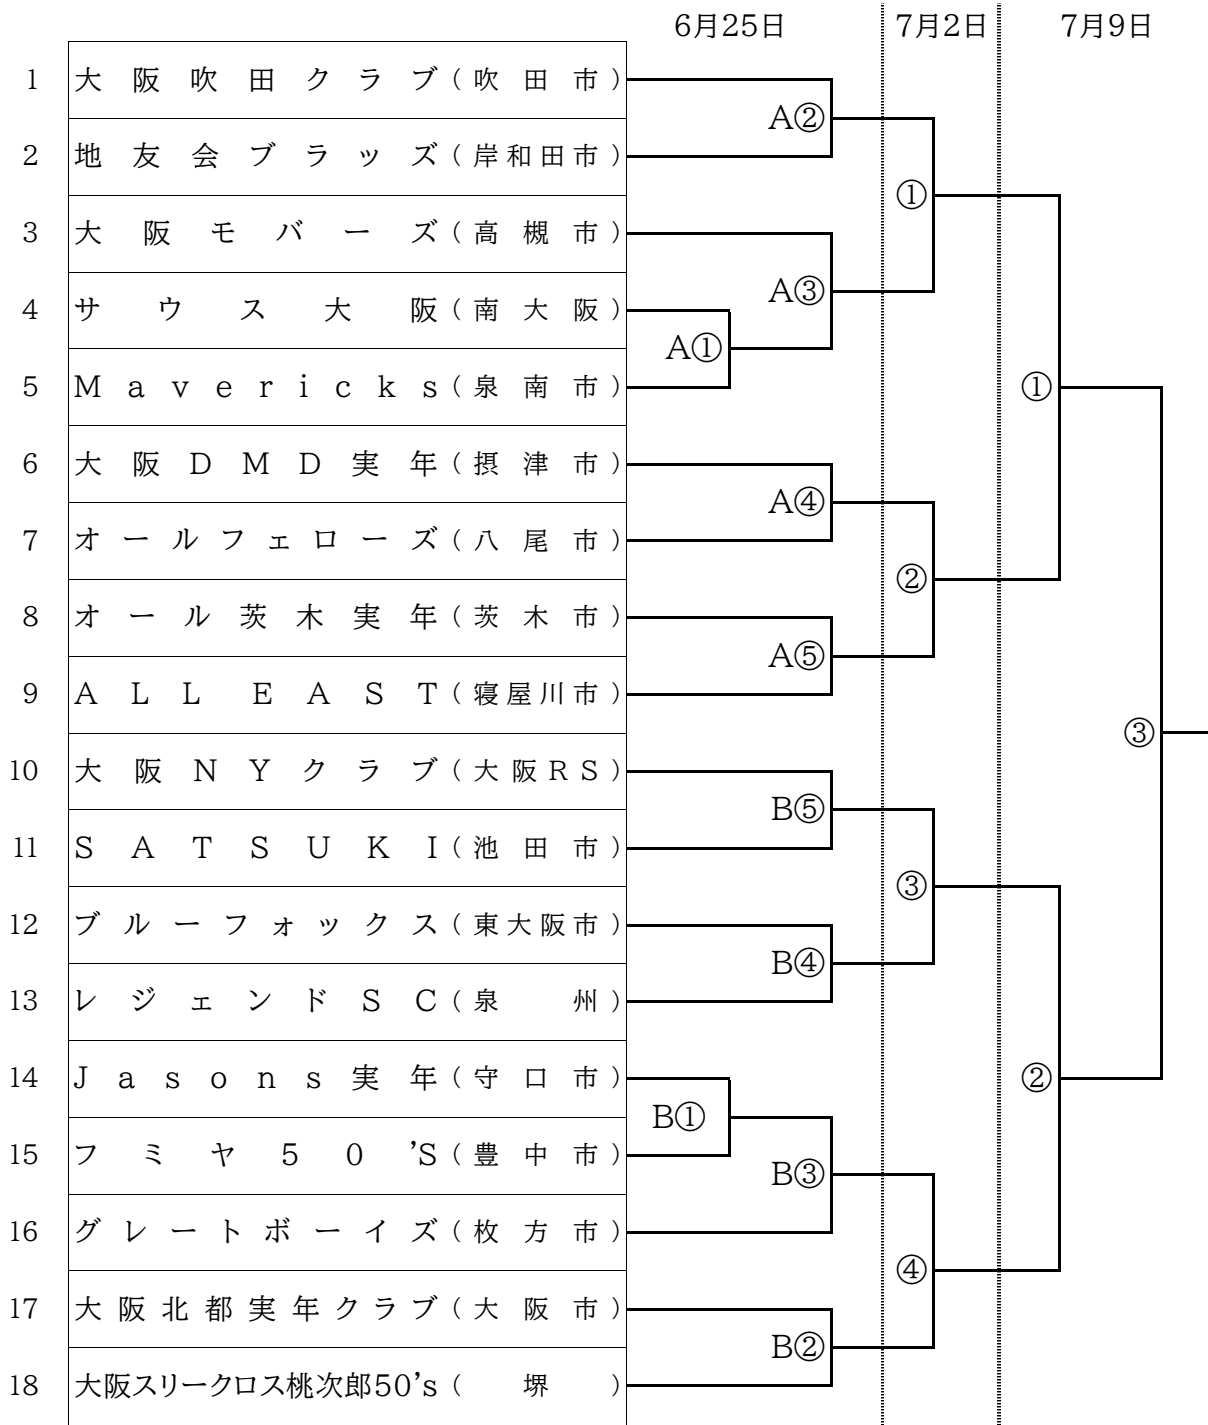 6月25日 7月2日 7月9日
1 大阪吹田クラブ(吹田市)
A②
2 地友会ブラッズ(岸和田市)
①
3 大阪モバーズ(高槻市)
A③
4 サウス大阪(南大阪)
A①
5 Mavericks(泉南市)
①
6 大阪DMD実年(摂津市)
A④
7 オールフェローズ(八尾市)
②
8 オール茨木実年(茨木市)
A⑤
9 ALL EAST(寝屋川市)
③
10 大阪NYクラブ(大阪RS)
B⑤
11 SATSUKI(池田市)
③
12 ブルーフォックス(東大阪市)
B④
13 レジェンドSC(泉州)
14 Jasons実年(守口市)
②
B①
15 フミヤ50’S(豊中市)
B③
16 グレートボーイズ(枚方市)
④
17 大阪北都実年クラブ(大阪市)
B②
18 大阪スリークロス桃次郎50’s(堺)